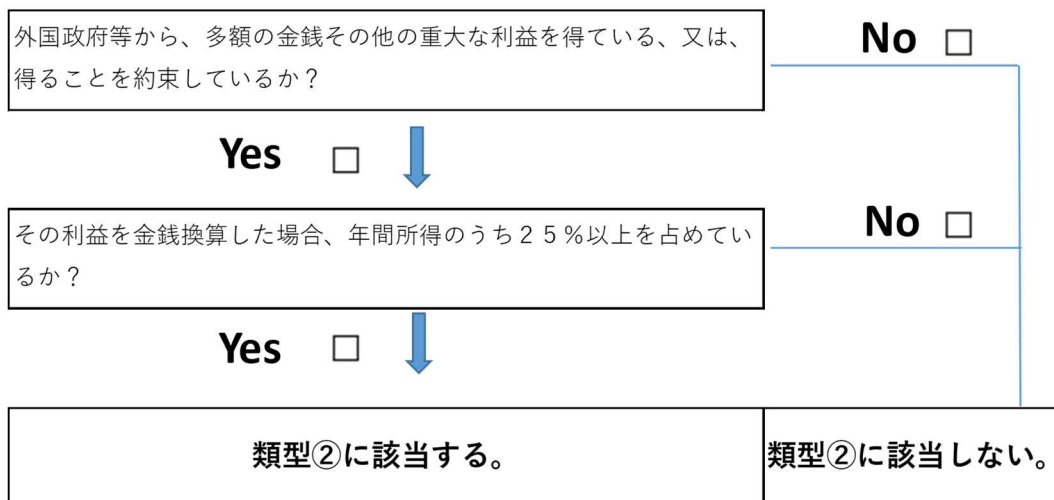 外国政府等から、多額の金銭その他の重大な利益を得ている、又は、
得ることを約束しているか？
No □
Yes □
その利益を金銭換算した場合、年間所得のうち２５％以上を占めてい
るか？
No □
Yes □
類型②に該当する。
類型②に該当しない。